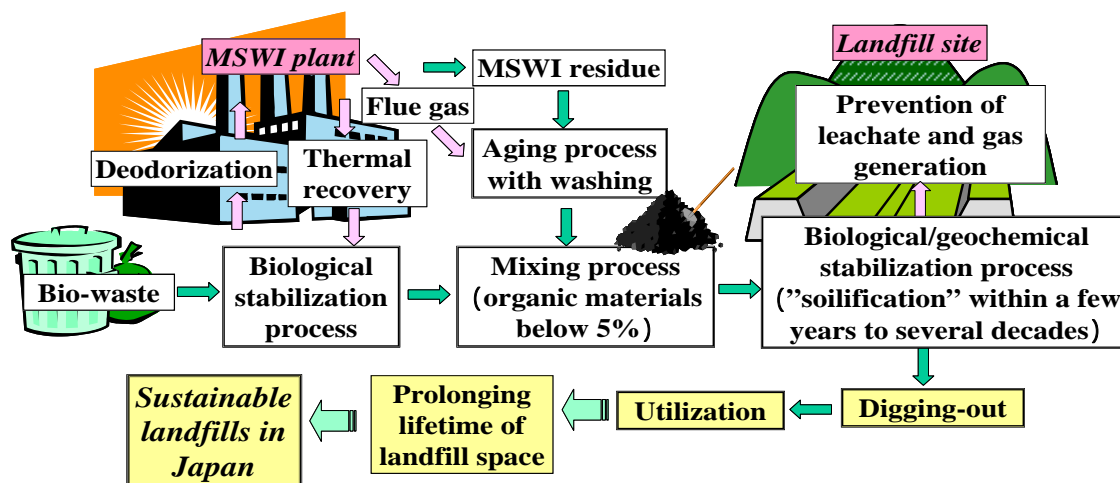 MSWI plant
MSWI residue
Landfill site
Flue gas
Prevention of
leachate and gas
generation
Deodorization
Thermal
recovery
Aging process
with washing
Bio-waste
Biological
stabilization
process
Mixing process
(organic materials
below 5%)
Biological/geochemical
stabilization process
(”soilification” within a few
years to several decades)
Sustainable
landfills in
Japan
Prolonging
lifetime of
landfill space
Utilization
Digging-out